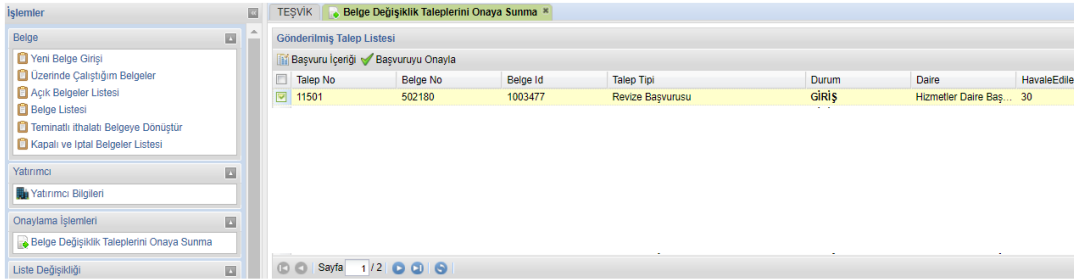 İşlemler
Belge
Yeni Belge Girişi
Üzerinde Çalıştığım Belgeler
Açık Belgeler Listesi
Belge Listesi
Teminatlı ithalatı Belgeye Dönüştür
Kapalı ve Iptal Belgeler Listesi
Yatırımcı
Yatırımcı Bilgileri
Onaylama İşlemleri
Belge Değişiklik Taleplerini Onaya Sunma
Liste Değişikliği
TEŞVİK Belge Değişiklik Taleplerini Onaya Sunma
Gönderilmiş Talep Listesi
Başvuru İçeriği Başvuruyu Onayla
Talep No Belge No Belge Id Talep Tipi Durum Daire HavaleEdile
11501 502180 1003477 Revize Başvurusu GİRİŞ Hizmetler Daire Baş... 30
Sayfa 1 / 2